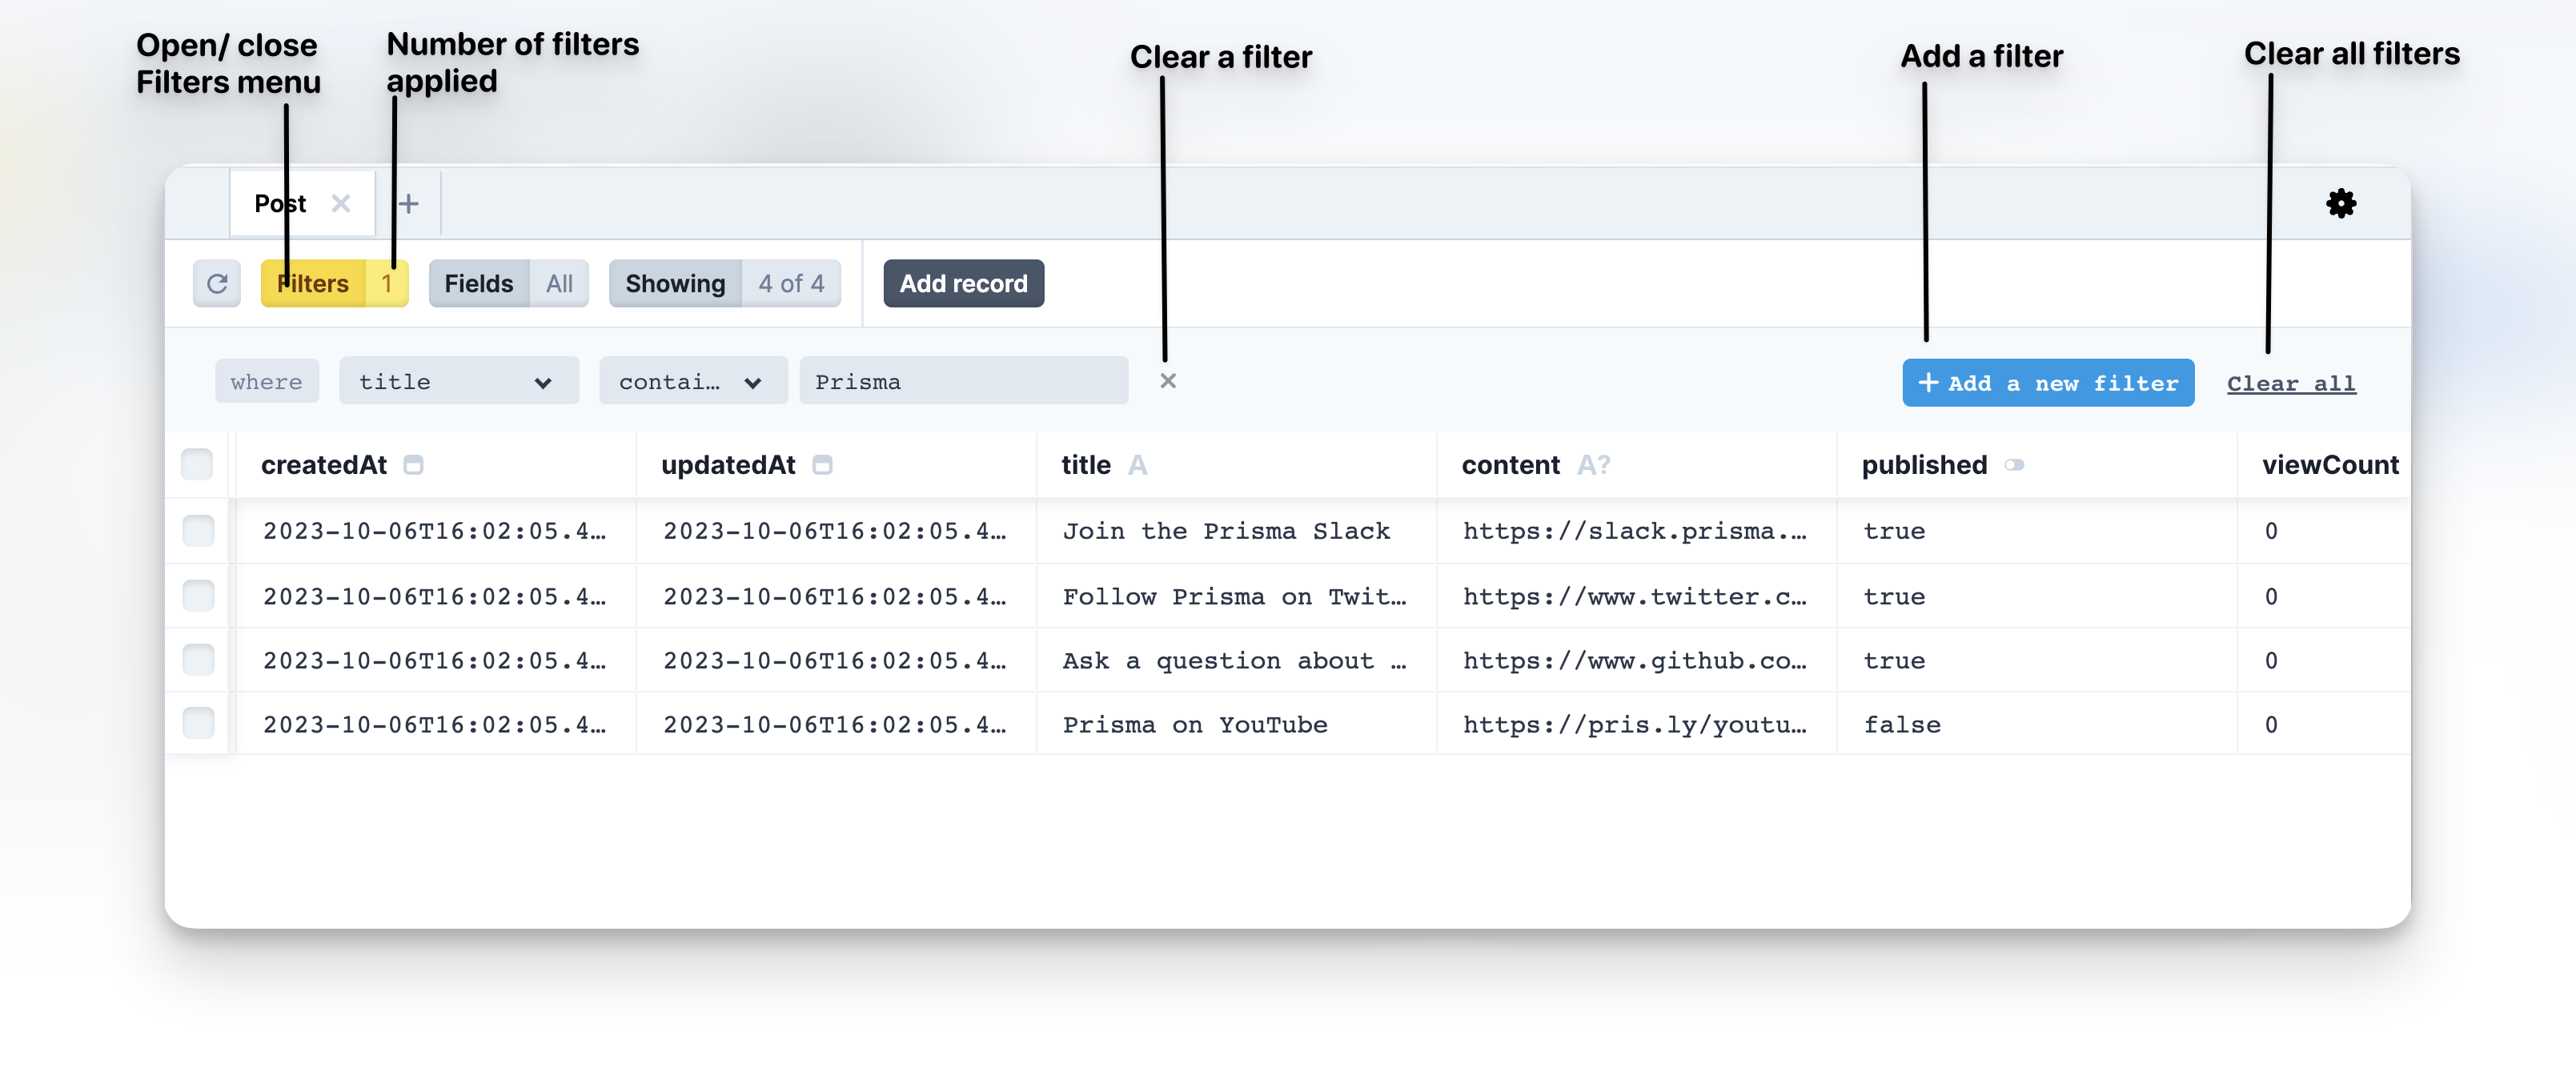 Open/ close
Filters menu
Number of filters
applied
Clear a filter
Add a filter
Clear all filters
Post
Filters 1 Fields All Showing 4 of 4 Add record
where title contai… Prisma + Add a new filter Clear all
createdAt updatedAt title A content A? published viewCount
2023-10-06T16:02:05.4… 2023-10-06T16:02:05.4… Join the Prisma Slack https://slack.prisma.… true 0
2023-10-06T16:02:05.4… 2023-10-06T16:02:05.4… Follow Prisma on Twit… https://www.twitter.c… true 0
2023-10-06T16:02:05.4… 2023-10-06T16:02:05.4… Ask a question about … https://www.github.co… true 0
2023-10-06T16:02:05.4… 2023-10-06T16:02:05.4… Prisma on YouTube https://pris.ly/youtu… false 0